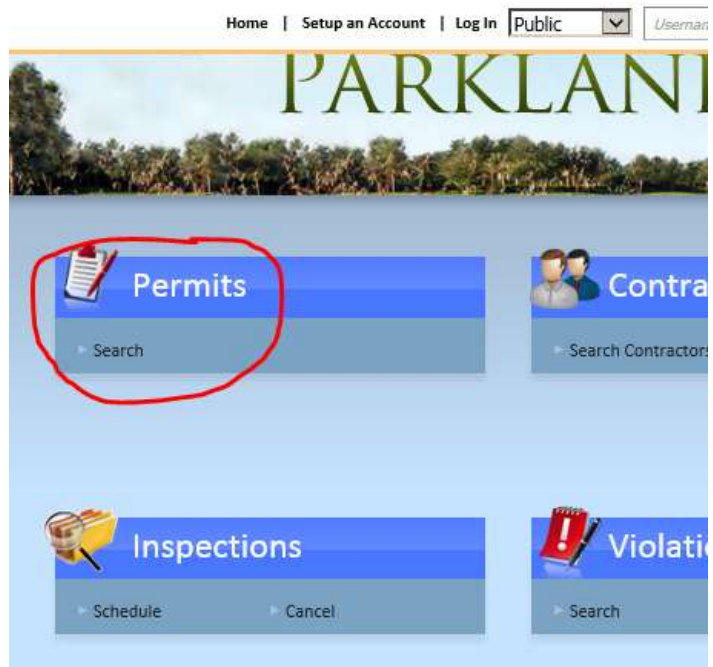 Home | Setup an Account | Log In Public
PARKLAN
Permits
Search
Contra
Search Contractors
Inspections
Schedule Cancel
Violati
Search